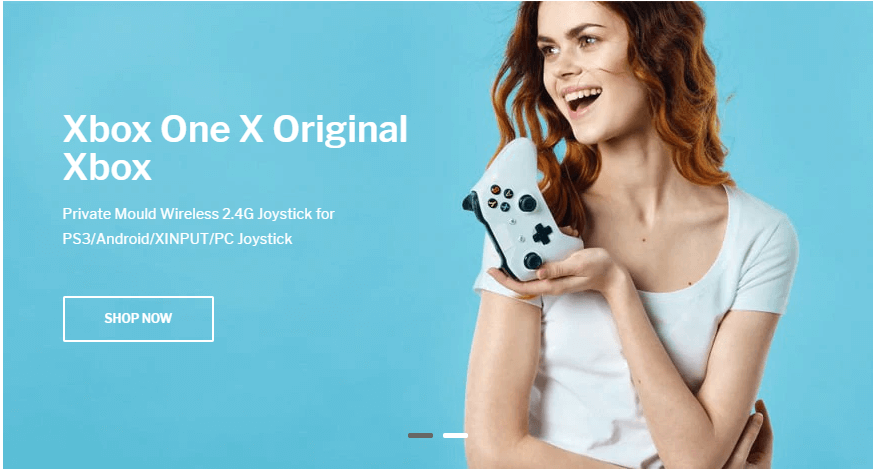 Xbox One X Original
Xbox
Private Mould Wireless 2.4G Joystick for
PS3/Android/XINPUT/PC Joystick
SHOP NOW